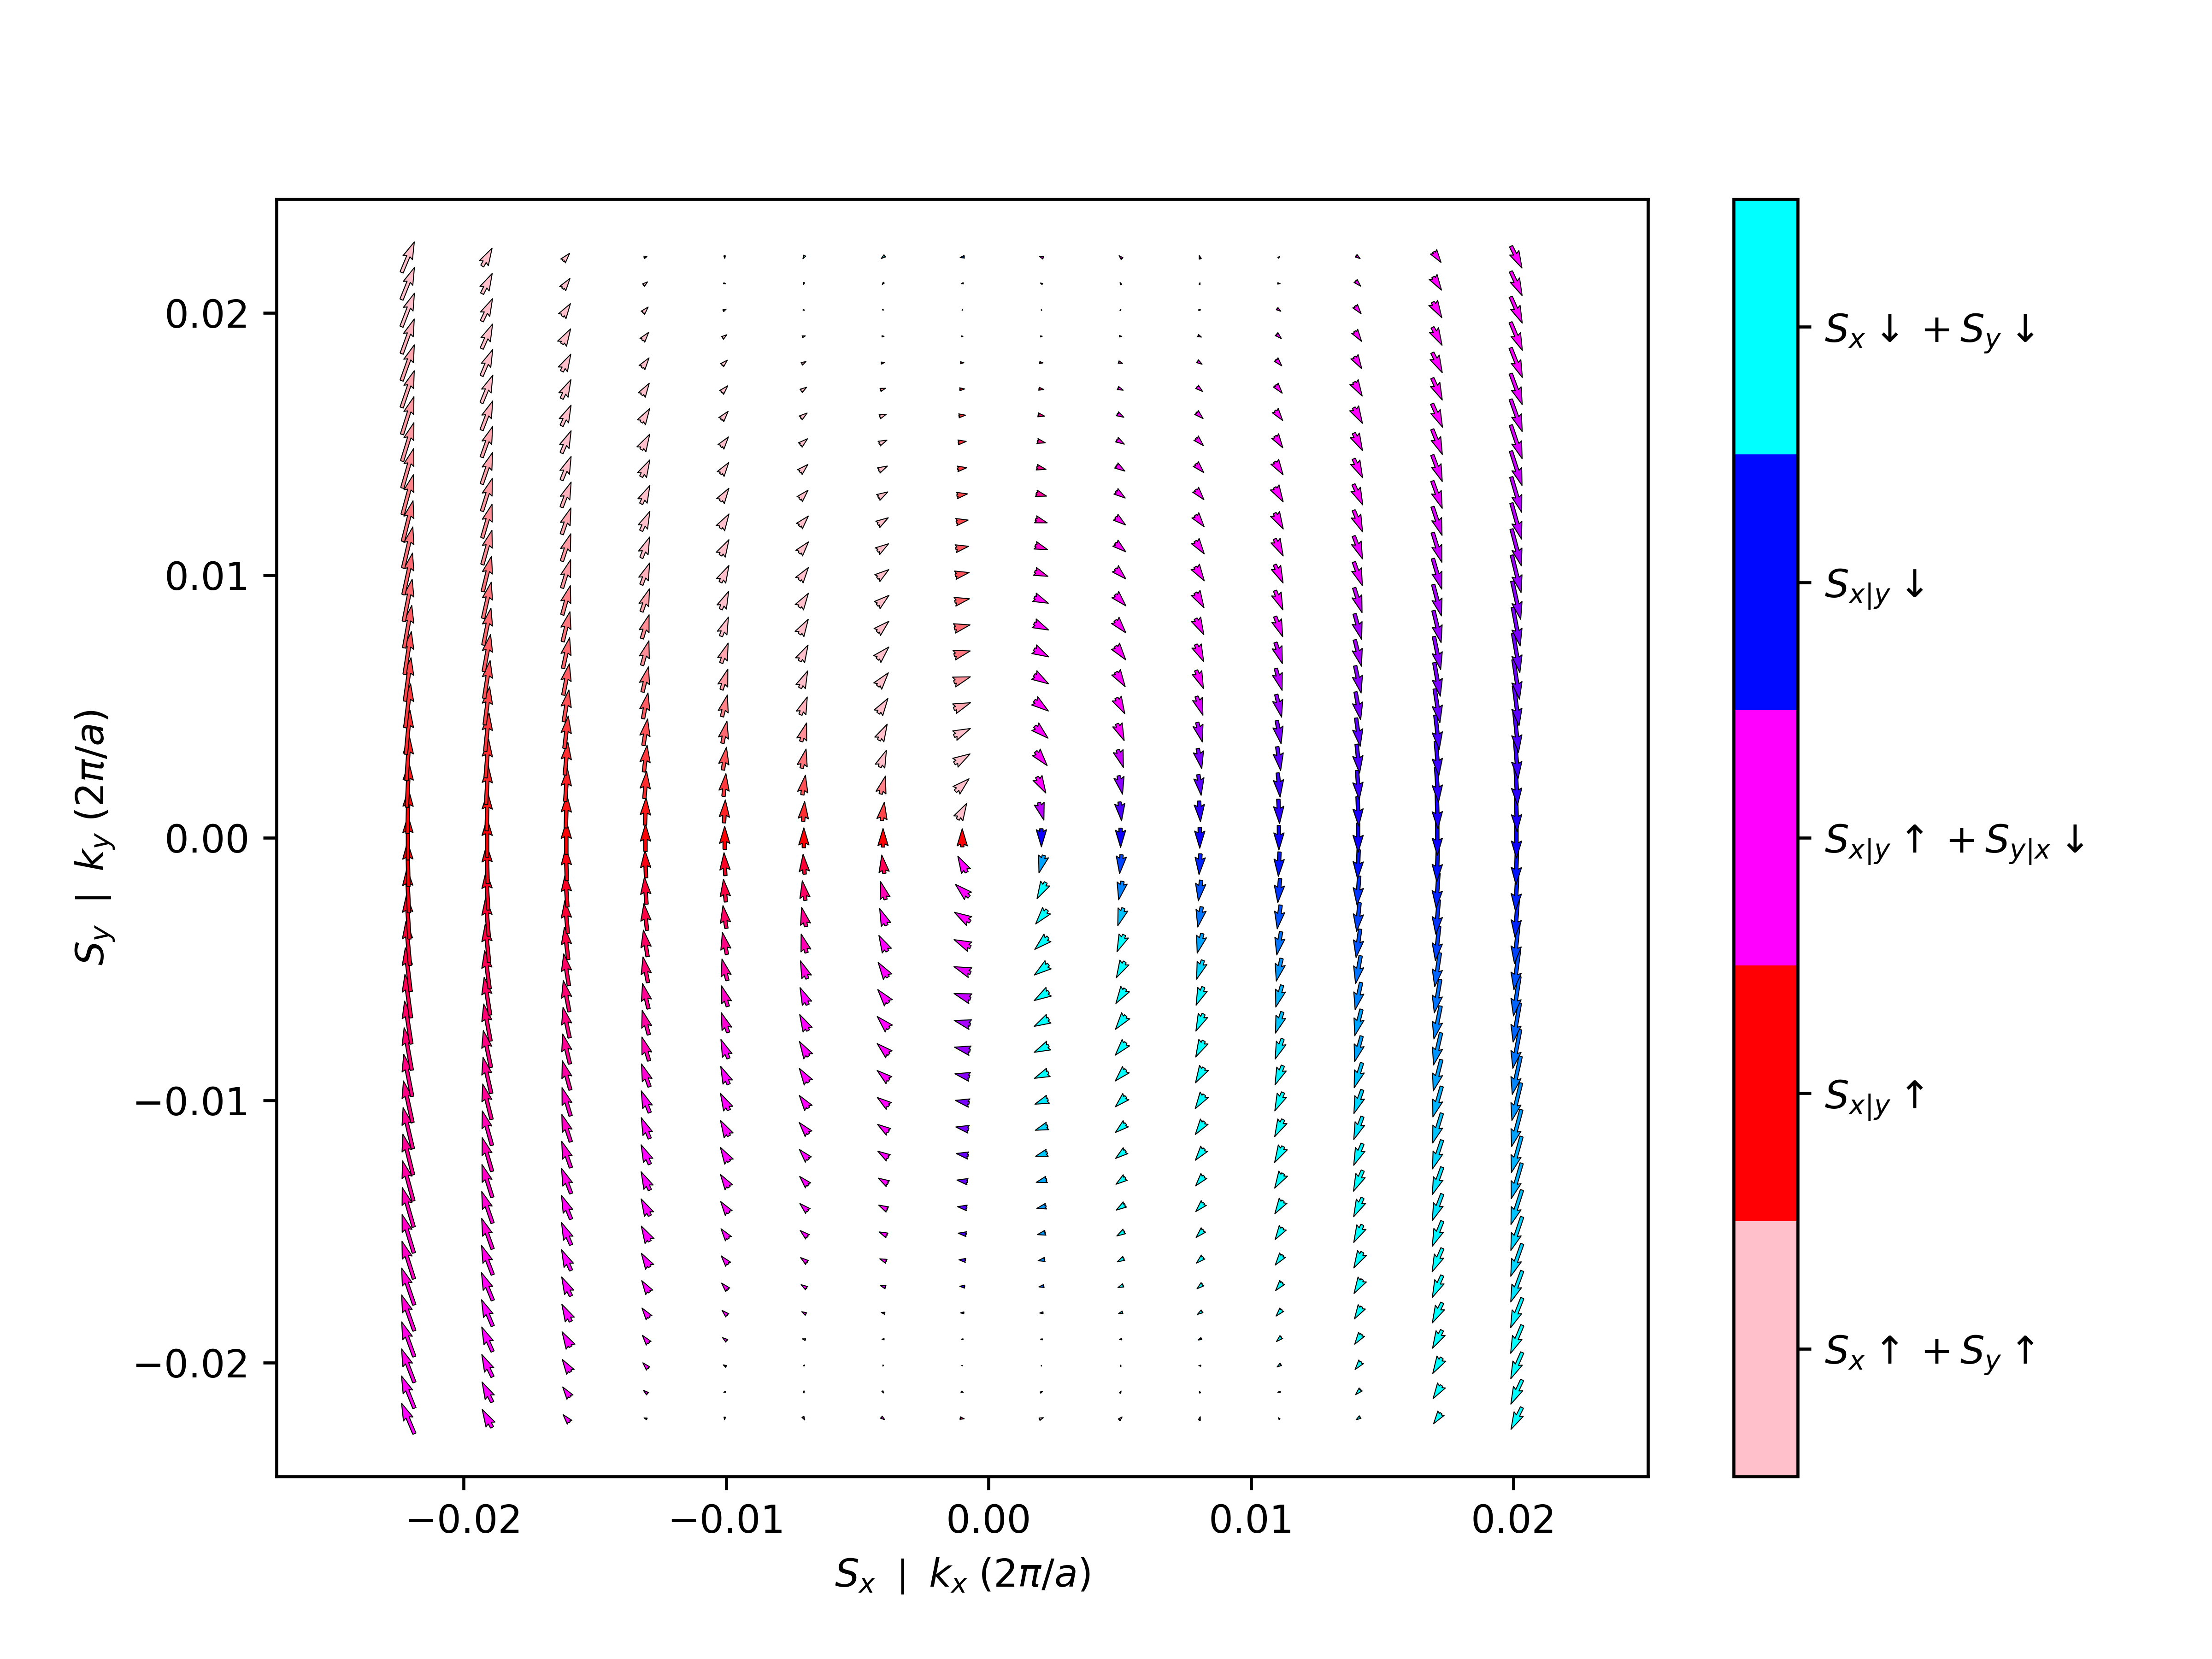 0.02
0.01
0.00
−0.01
−0.02
S_y | k_y (2π/a)
−0.02 −0.01 0.00 0.01 0.02
S_x | k_x (2π/a)
S_x ↓ + S_y ↓
S_{x|y} ↓
S_{x|y} ↑ + S_{y|x} ↓
S_{x|y} ↑
S_x ↑ + S_y ↑